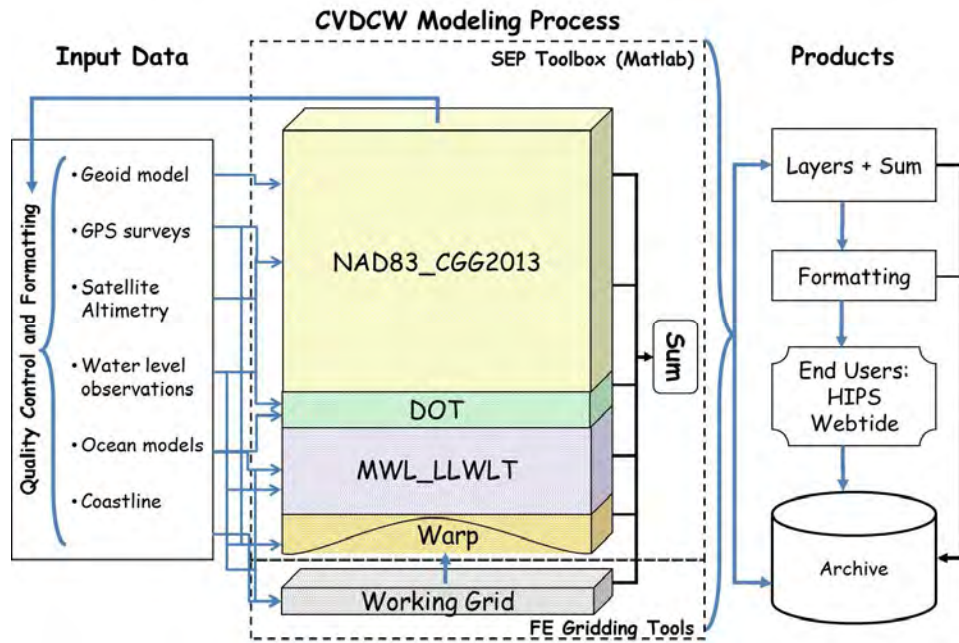 CVDCW Modeling Process
Input Data
SEP Toolbox (Matlab)
Products
Quality Control and Formatting
• Geoid model
• GPS surveys
• Satellite
Altimetry
• Water level
observations
• Ocean models
• Coastline
NAD83_CGG2013
DOT
MWL_LLWLT
Warp
Working Grid
FE Gridding Tools
Sum
Layers + Sum
Formatting
End Users:
HIPS
Webtide
Archive